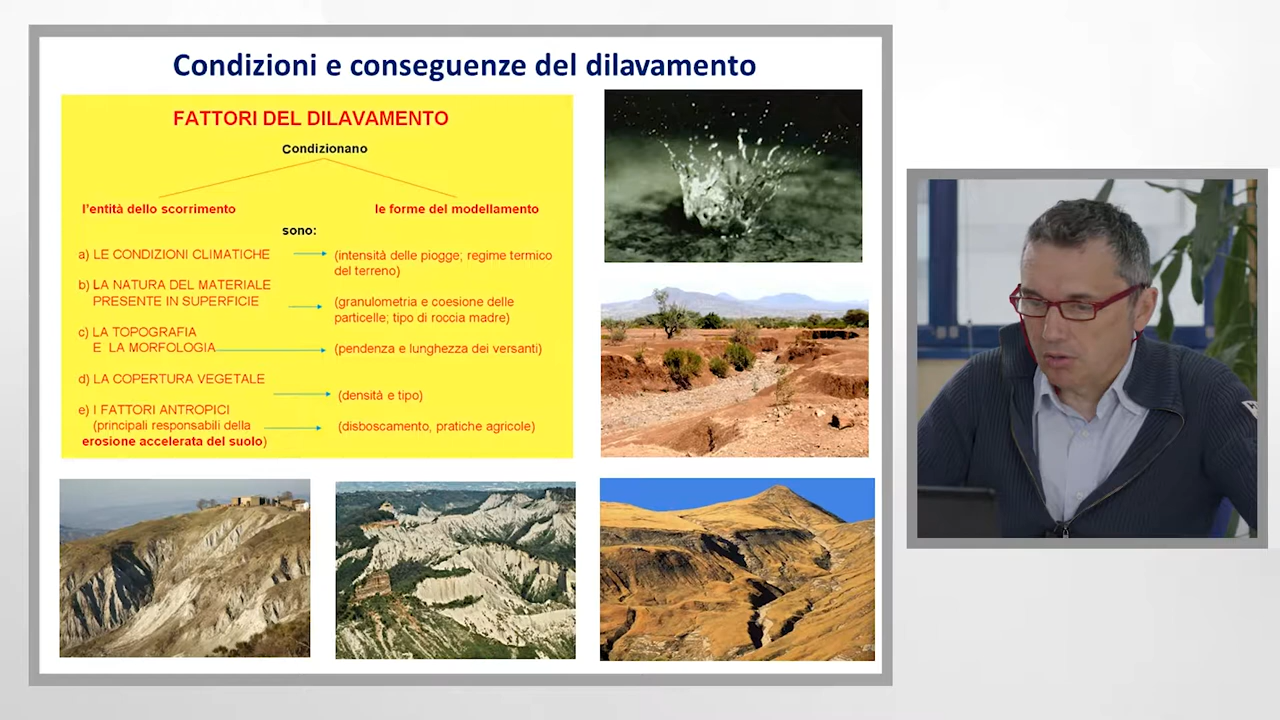 Condizioni e conseguenze del dilavamento
FATTORI DEL DILAVAMENTO
Condizionano
l'entità dello scorrimento
le forme del modellamento
sono:
a) LE CONDIZIONI CLIMATICHE
(intensità delle piogge; regime termico
del terreno)
b) LA NATURA DEL MATERIALE
PRESENTE IN SUPERFICIE
(granulometria e coesione delle
particelle; tipo di roccia madre)
c) LA TOPOGRAFIA
E LA MORFOLOGIA
(pendenza e lunghezza dei versanti)
d) LA COPERTURA VEGETALE
(densità e tipo)
e) I FATTORI ANTROPICI
(principali responsabili della
erosione accelerata del suolo)
(disboscamento, pratiche agricole)